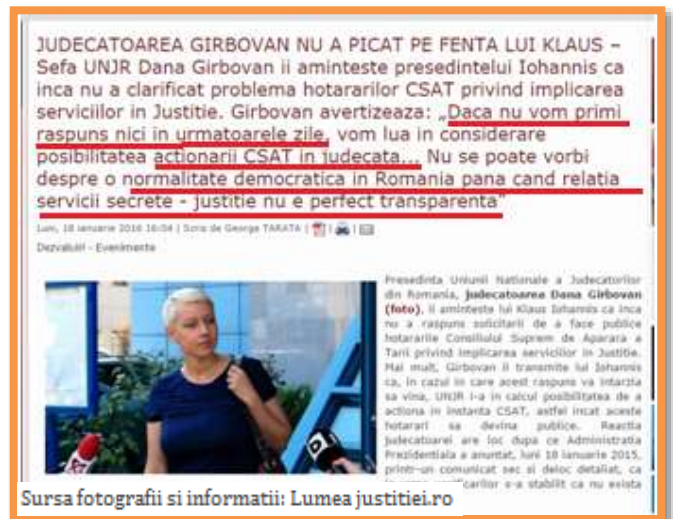 JUDECATOAREA GIRBOVAN NU A PICAT PE FENTA LUI KLAUS –
Sefa UNJR Dana Girbovan ii aminteste presedintelui Iohannis ca
inca nu a clarificat problema hotararilor CSAT privind implicarea
serviciilor in Justitie. Girbovan avertizeaza: „Daca nu vom primi
raspuns nici in urmatoarele zile, vom lua in considerare
posibilitatea actionarii CSAT in judecata... Nu se poate vorbi
despre o normalitate democratica in Romania pana cand relatia
servicii secrete - justitie nu e perfect transparenta"
Luni, 18 ianuarie 2016 16:54 | Scris de George TARATA | | |
Dezvaluiri - Evenimente
Presedinta Uniunii Nationale a Judecatorilor
din Romania, judecatoarea Dana Girbovan
(foto), ii aminteste lui Klaus Iohannis ca inca
nu a raspuns solicitarii de a face publice
hotararile Consiliului Suprem de Aparara a
Tarii privind implicarea serviciilor in Justitie.
Mai mult, Girbovan ii transmite lui Iohannis
ca, in cazul in care acest raspuns va intarzia
sa vina, UNJR i-a in calcul posibilitatea de a
actiona in instanta CSAT, astfel incat aceste
hotarari sa devina publice. Reactia
judecatoarei are loc dupa ce Administratia
Prezidentiala a anuntat, luni 18 ianuarie 2015,
printr-un comunicat sec si deloc detaliat, ca
s-a stabilit ca nu exista
Sursa fotografii si informatii: Lumea justitiei.ro